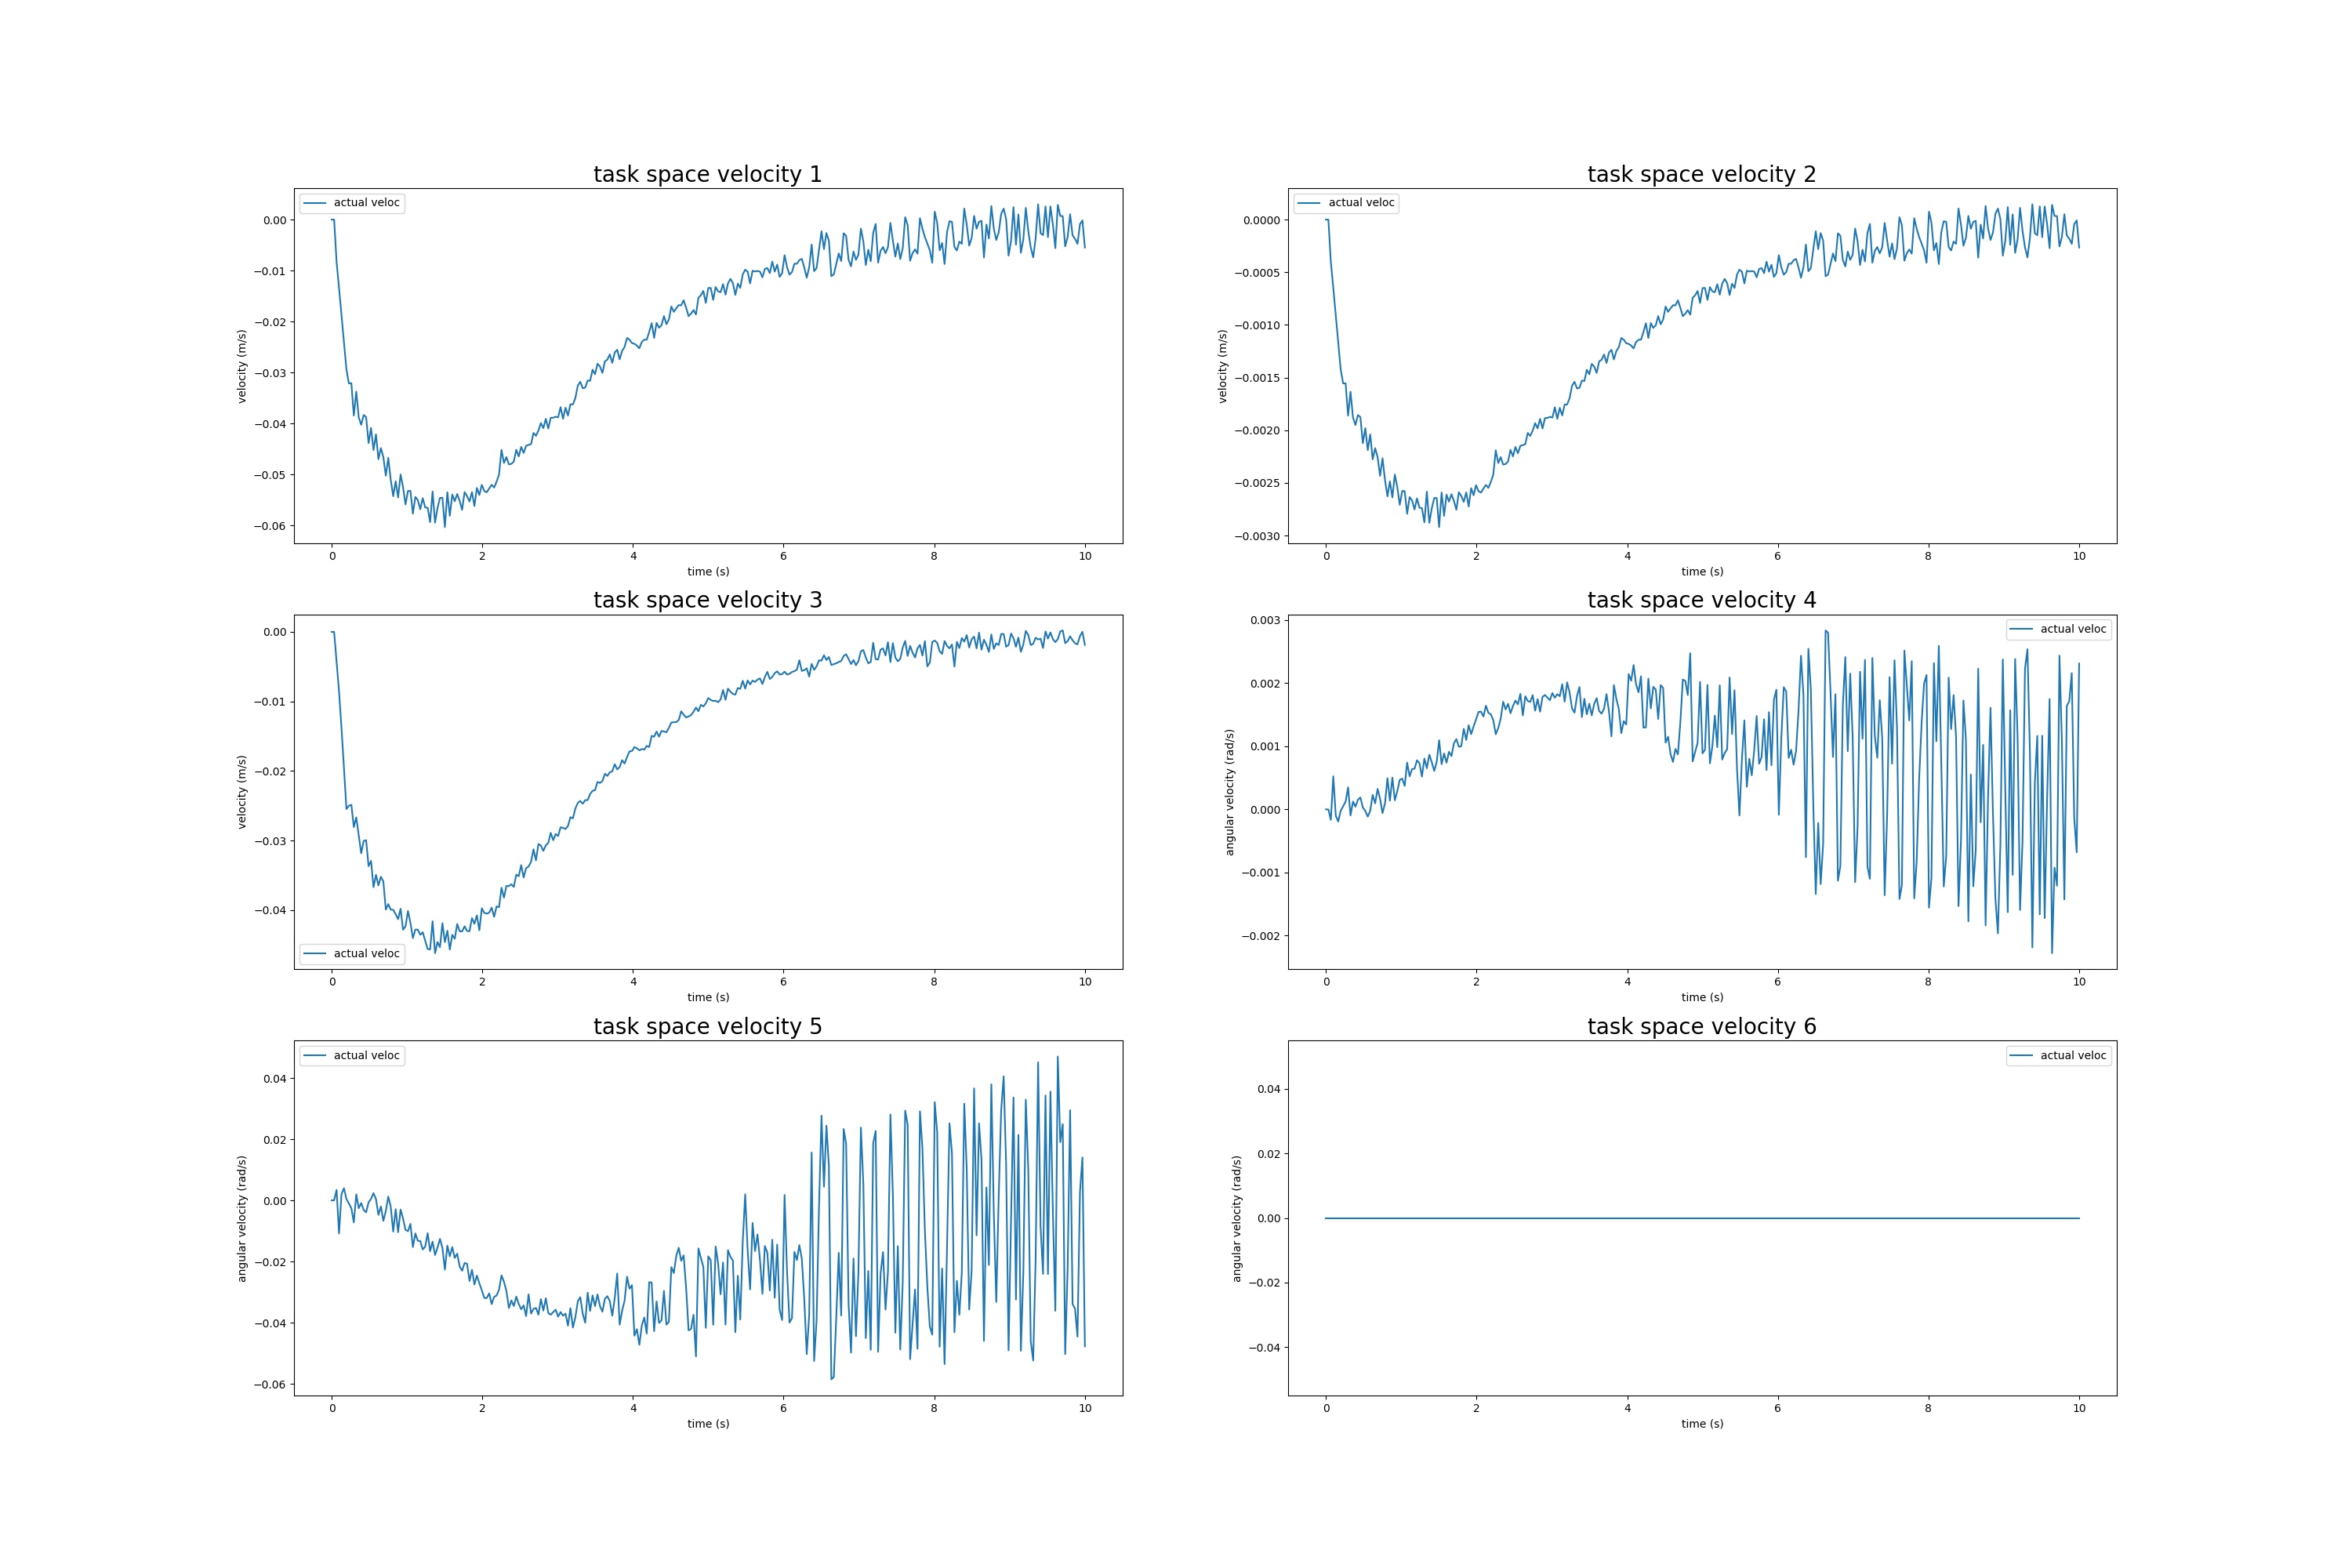 task space velocity 1
actual veloc
0.00
−0.01
−0.02
−0.03
−0.04
−0.05
−0.06
velocity (m/s)
0 2 4 6 8 10
time (s)
task space velocity 2
actual veloc
0.0000
−0.0005
−0.0010
−0.0015
−0.0020
−0.0025
−0.0030
velocity (m/s)
0 2 4 6 8 10
time (s)
task space velocity 3
0.00
−0.01
−0.02
−0.03
−0.04
velocity (m/s)
actual veloc
0 2 4 6 8 10
time (s)
task space velocity 4
actual veloc
0.003
0.002
0.001
0.000
−0.001
−0.002
angular velocity (rad/s)
0 2 4 6 8 10
time (s)
task space velocity 5
actual veloc
0.04
0.02
0.00
−0.02
−0.04
−0.06
angular velocity (rad/s)
0 2 4 6 8 10
time (s)
task space velocity 6
actual veloc
0.04
0.02
0.00
−0.02
−0.04
angular velocity (rad/s)
0 2 4 6 8 10
time (s)